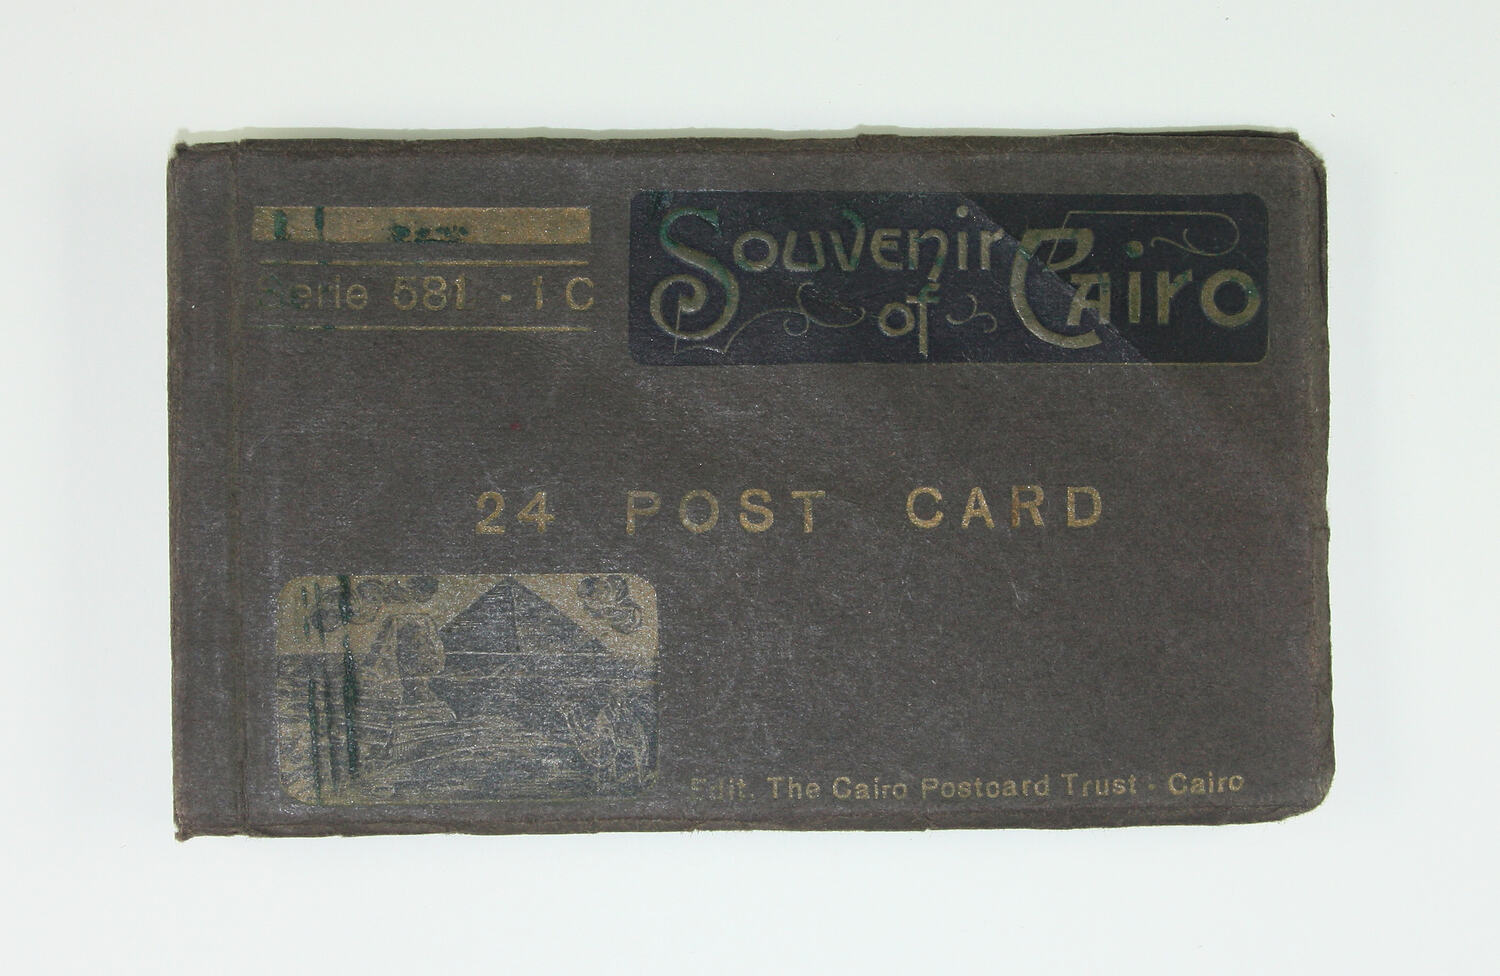 Serie 581 - 1 C
Souvenir
of
Cairo
24 POST CARD
Edit. The Cairo Postcard Trust - Cairo